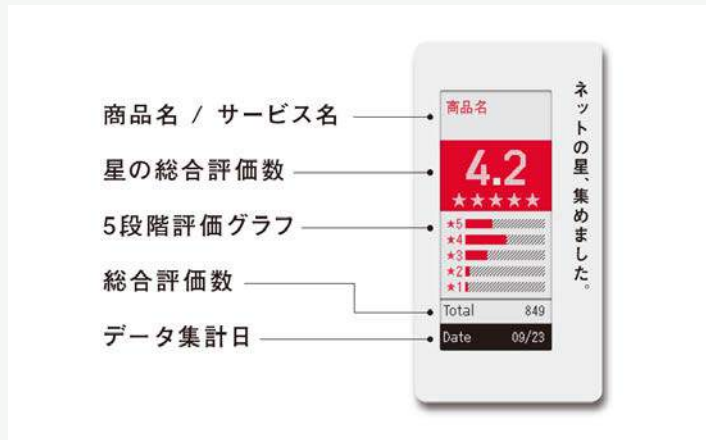 商品名 / サービス名
星の総合評価数
5段階評価グラフ
総合評価数
データ集計日
商品名
4.2
★★★★★
★5
★4
★3
★2
★1
Total 849
Date 09/23
ネットの星、集めました。